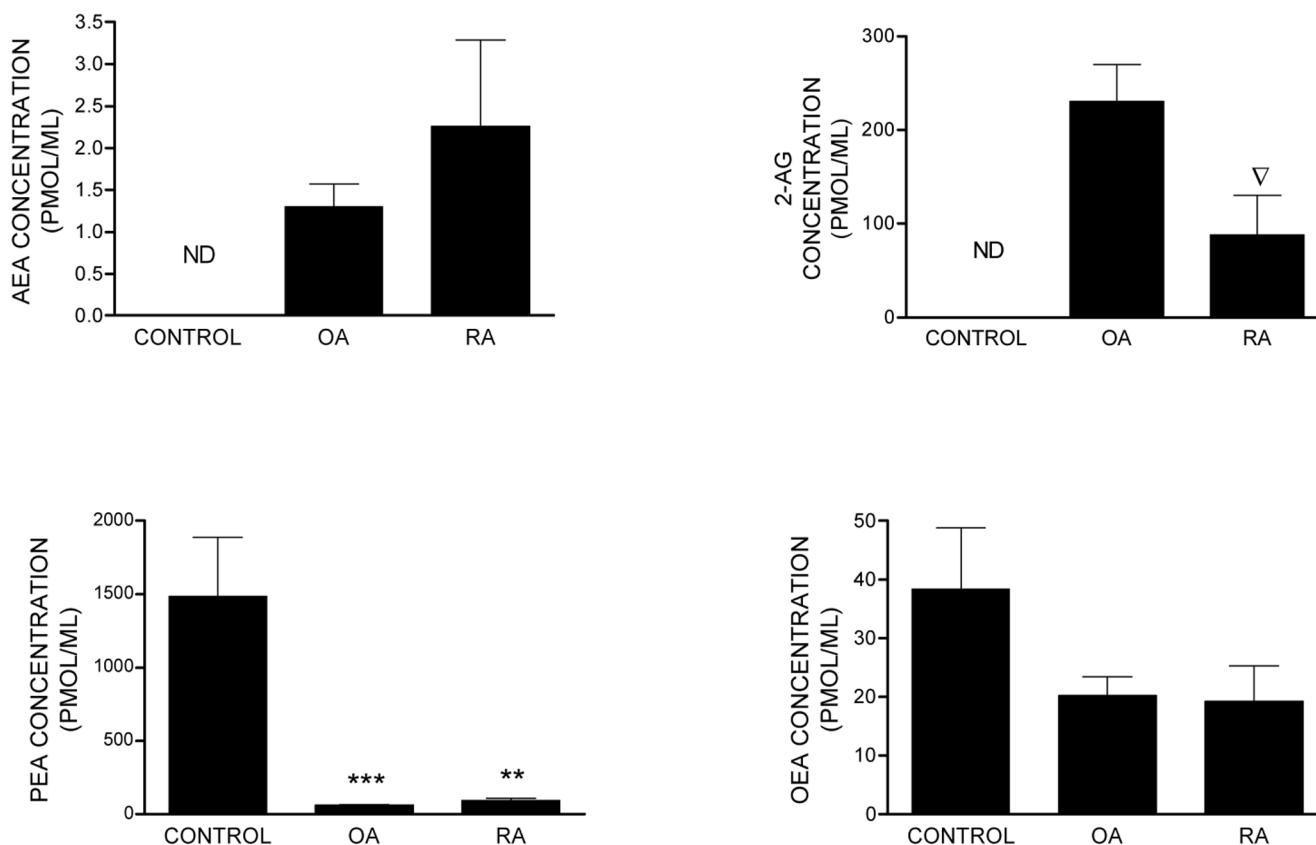 AEA CONCENTRATION
(PMOL/ML)
3.5
3.0
2.5
2.0
1.5
1.0
0.5
0.0
ND
CONTROL OA RA
2-AG
CONCENTRATION
(PMOL/ML)
300
200
100
0
ND
∇
CONTROL OA RA
PEA CONCENTRATION
(PMOL/ML)
2000
1500
1000
500
0
*** **
CONTROL OA RA
OEA CONCENTRATION
(PMOL/ML)
50
40
30
20
10
0
CONTROL OA RA